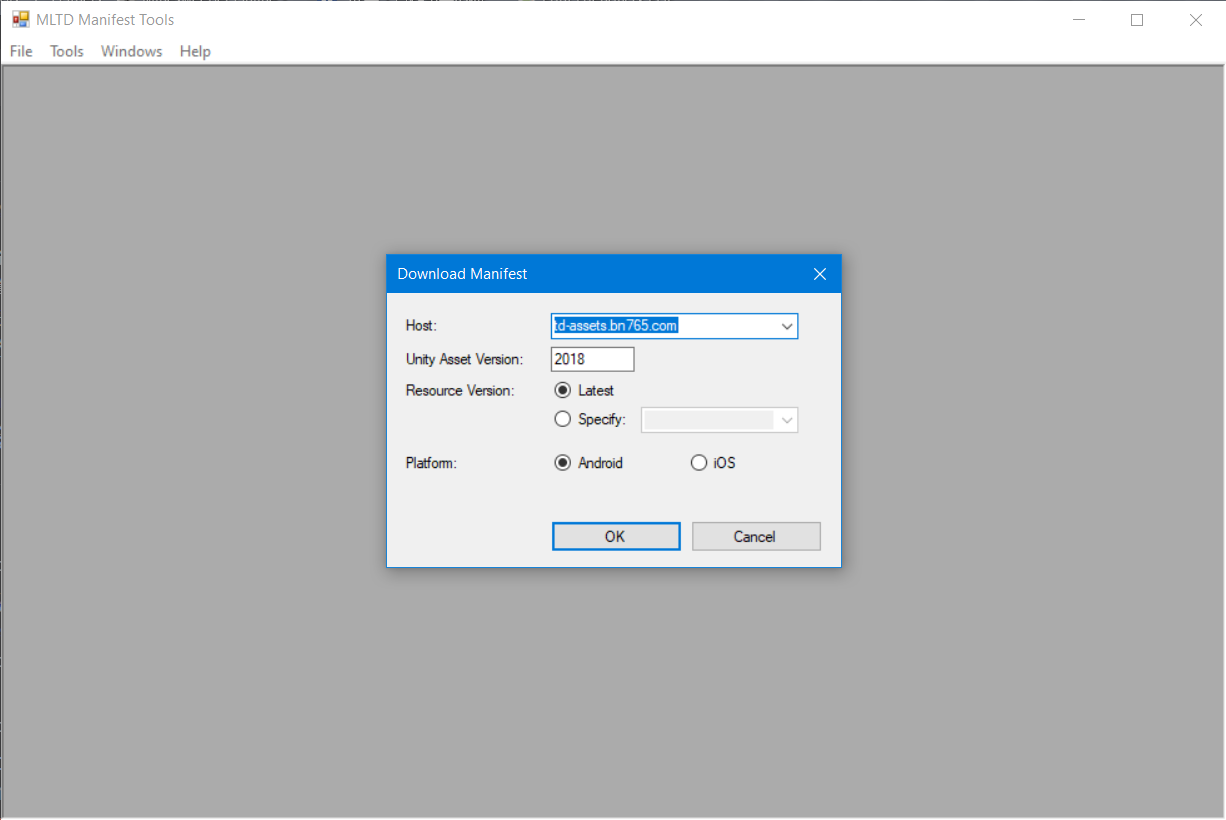 MLTD Manifest Tools
File Tools Windows Help
Download Manifest
Host: td-assets.bn765.com
Unity Asset Version: 2018
Resource Version: Latest
Specify:
Platform: Android iOS
OK Cancel